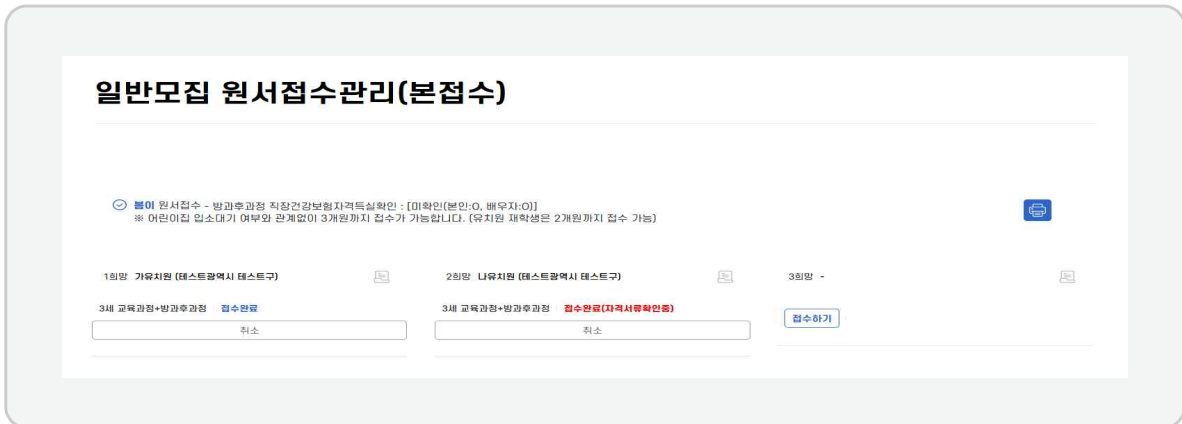 일반모집 원서접수관리(본접수)
봄이 원서접수 - 방과후과정 직장건강보험자격득실확인 : [미확인(본인:O, 배우자:O)]
※ 어린이집 입소대기 여부와 관계없이 3개원까지 접수가 가능합니다. (유치원 재학생은 2개원까지 접수 가능)
1희망 가유치원 (테스트광역시 테스트구)
3세 교육과정+방과후과정 접수완료
취소
2희망 나유치원 (테스트광역시 테스트구)
3세 교육과정+방과후과정 접수완료(자격서류확인중)
취소
3희망 -
접수하기